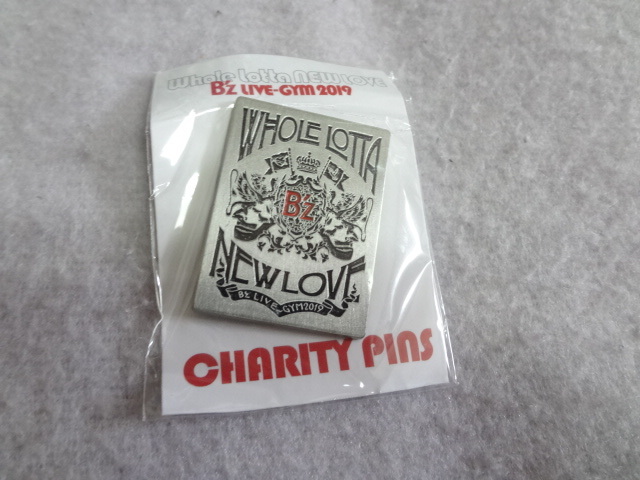 Whole Lotta NEW LOVE
B'z LIVE-GYM 2019
WHOLE LOTTA
B'z
NEW LOVE
B'z LIVE-GYM 2019
CHARITY PINS